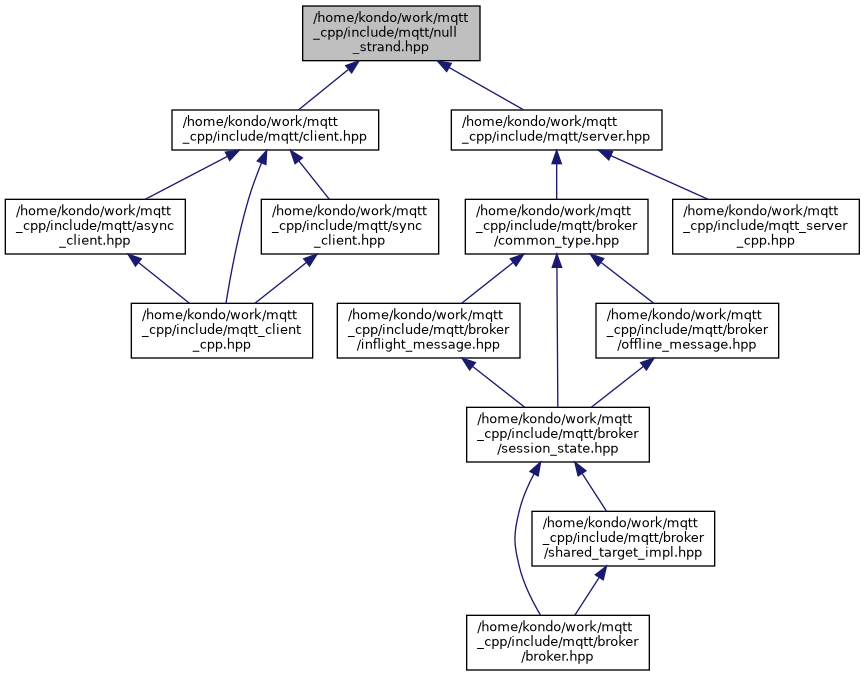 /home/kondo/work/mqtt
_cpp/include/mqtt/null
_strand.hpp
/home/kondo/work/mqtt
_cpp/include/mqtt/client.hpp
/home/kondo/work/mqtt
_cpp/include/mqtt/server.hpp
/home/kondo/work/mqtt
_cpp/include/mqtt/async
_client.hpp
/home/kondo/work/mqtt
_cpp/include/mqtt/sync
_client.hpp
/home/kondo/work/mqtt
_cpp/include/mqtt/broker
/common_type.hpp
/home/kondo/work/mqtt
_cpp/include/mqtt_server
_cpp.hpp
/home/kondo/work/mqtt
_cpp/include/mqtt_client
_cpp.hpp
/home/kondo/work/mqtt
_cpp/include/mqtt/broker
/inflight_message.hpp
/home/kondo/work/mqtt
_cpp/include/mqtt/broker
/offline_message.hpp
/home/kondo/work/mqtt
_cpp/include/mqtt/broker
/session_state.hpp
/home/kondo/work/mqtt
_cpp/include/mqtt/broker
/shared_target_impl.hpp
/home/kondo/work/mqtt
_cpp/include/mqtt/broker
/broker.hpp